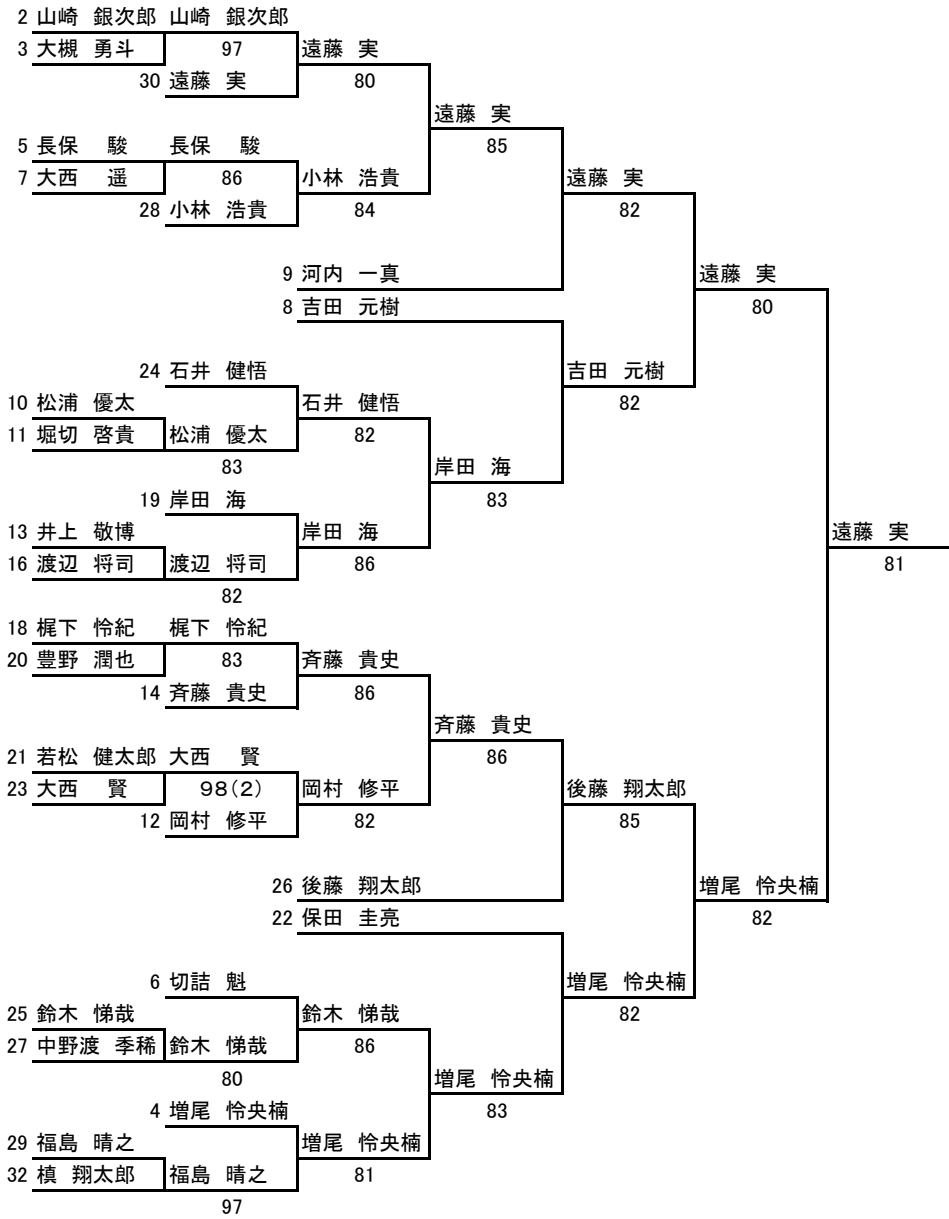 2 山崎 銀次郎 山崎 銀次郎
3 大槻 勇斗 97 遠藤 実
30 遠藤 実 80
遠藤 実
5 長保 駿 長保 駿 85
7 大西 遥 86 小林 浩貴 遠藤 実
28 小林 浩貴 84 82
9 河内 一真 遠藤 実
8 吉田 元樹 80
24 石井 健悟 吉田 元樹
10 松浦 優太 石井 健悟 82
11 堀切 啓貴 松浦 優太 82
83 岸田 海
19 岸田 海 83
13 井上 敬博 岸田 海 遠藤 実
16 渡辺 将司 渡辺 将司 86 81
82
18 梶下 怜紀 梶下 怜紀
20 豊野 潤也 83 斉藤 貴史
14 斉藤 貴史 86
斉藤 貴史
21 若松 健太郎 大西 賢 86
23 大西 賢 98(2) 岡村 修平 後藤 翔太郎
12 岡村 修平 82 85
26 後藤 翔太郎 増尾 怜央楠
22 保田 圭亮 82
6 切詰 魁 増尾 怜央楠
25 鈴木 悌哉 鈴木 悌哉 82
27 中野渡 季稀 鈴木 悌哉 86
80 増尾 怜央楠
4 増尾 怜央楠 83
29 福島 晴之 増尾 怜央楠
32 槙 翔太郎 福島 晴之 81
97